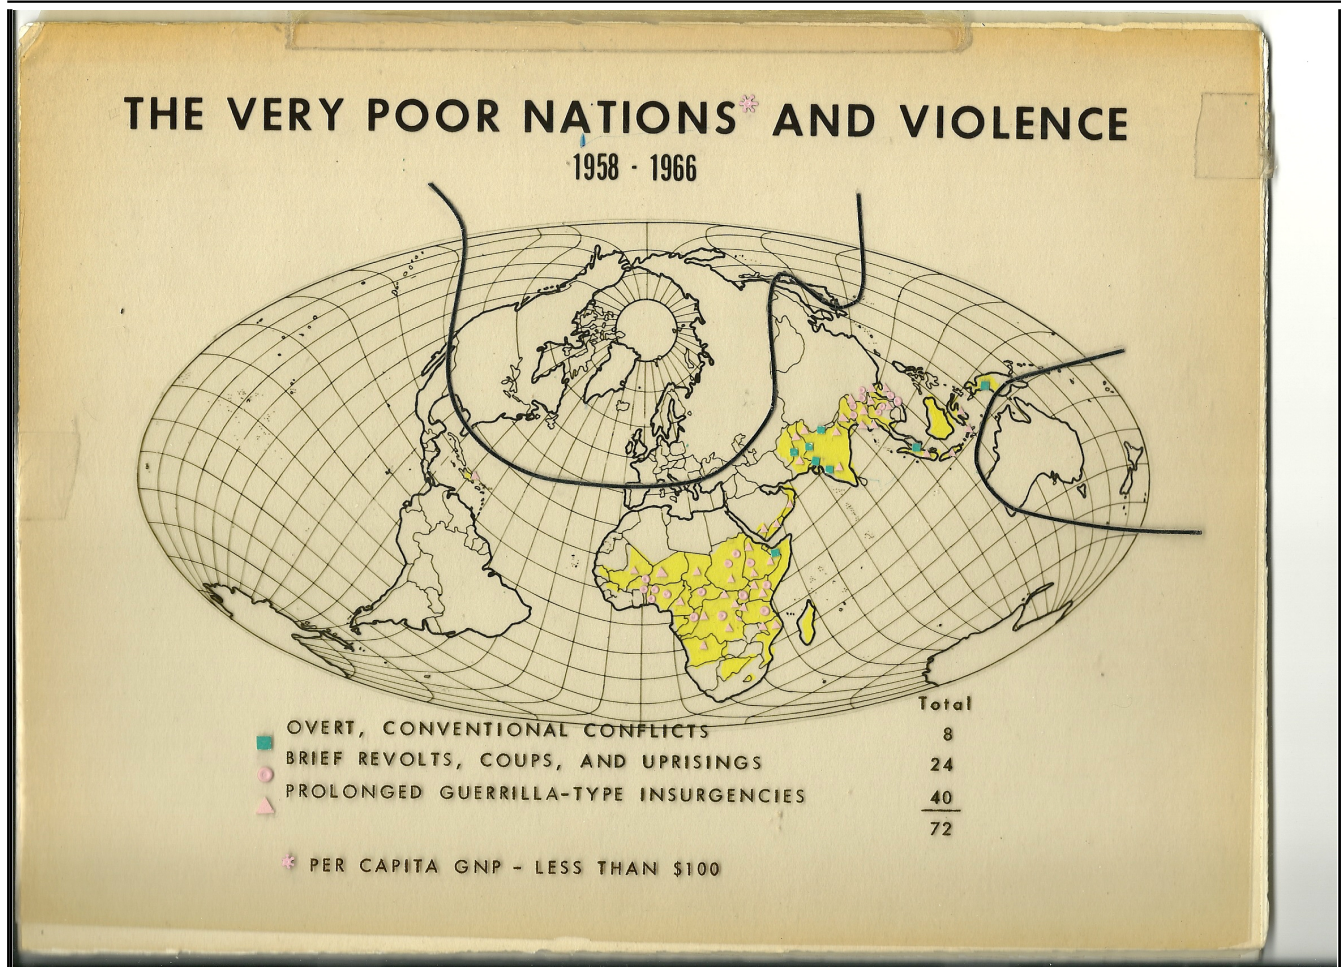 THE VERY POOR NATIONS* AND VIOLENCE
1958 - 1966
Total
OVERT, CONVENTIONAL CONFLICTS 8
BRIEF REVOLTS, COUPS, AND UPRISINGS 24
PROLONGED GUERRILLA-TYPE INSURGENCIES 40
72
* PER CAPITA GNP - LESS THAN $100